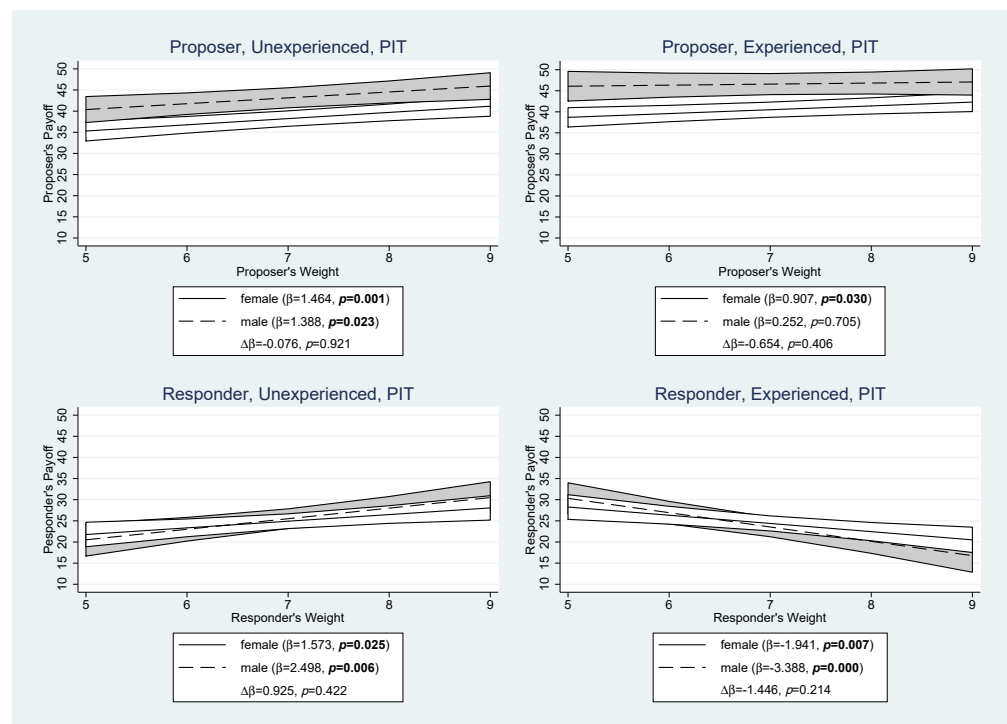 Proposer, Unexperienced, PIT
Proposer's Payoff
10 15 20 25 30 35 40 45 50
5 6 7 8 9
Proposer's Weight
female (β=1.464, p=0.001)
male (β=1.388, p=0.023)
Δβ=-0.076, p=0.921
Proposer, Experienced, PIT
Proposer's Payoff
10 15 20 25 30 35 40 45 50
5 6 7 8 9
Proposer's Weight
female (β=0.907, p=0.030)
male (β=0.252, p=0.705)
Δβ=-0.654, p=0.406
Responder, Unexperienced, PIT
Pesponder's Payoff
10 15 20 25 30 35 40 45 50
5 6 7 8 9
Responder's Weight
female (β=1.573, p=0.025)
male (β=2.498, p=0.006)
Δβ=0.925, p=0.422
Responder, Experienced, PIT
Responder's Payoff
10 15 20 25 30 35 40 45 50
5 6 7 8 9
Responder's Weight
female (β=-1.941, p=0.007)
male (β=-3.388, p=0.000)
Δβ=-1.446, p=0.214